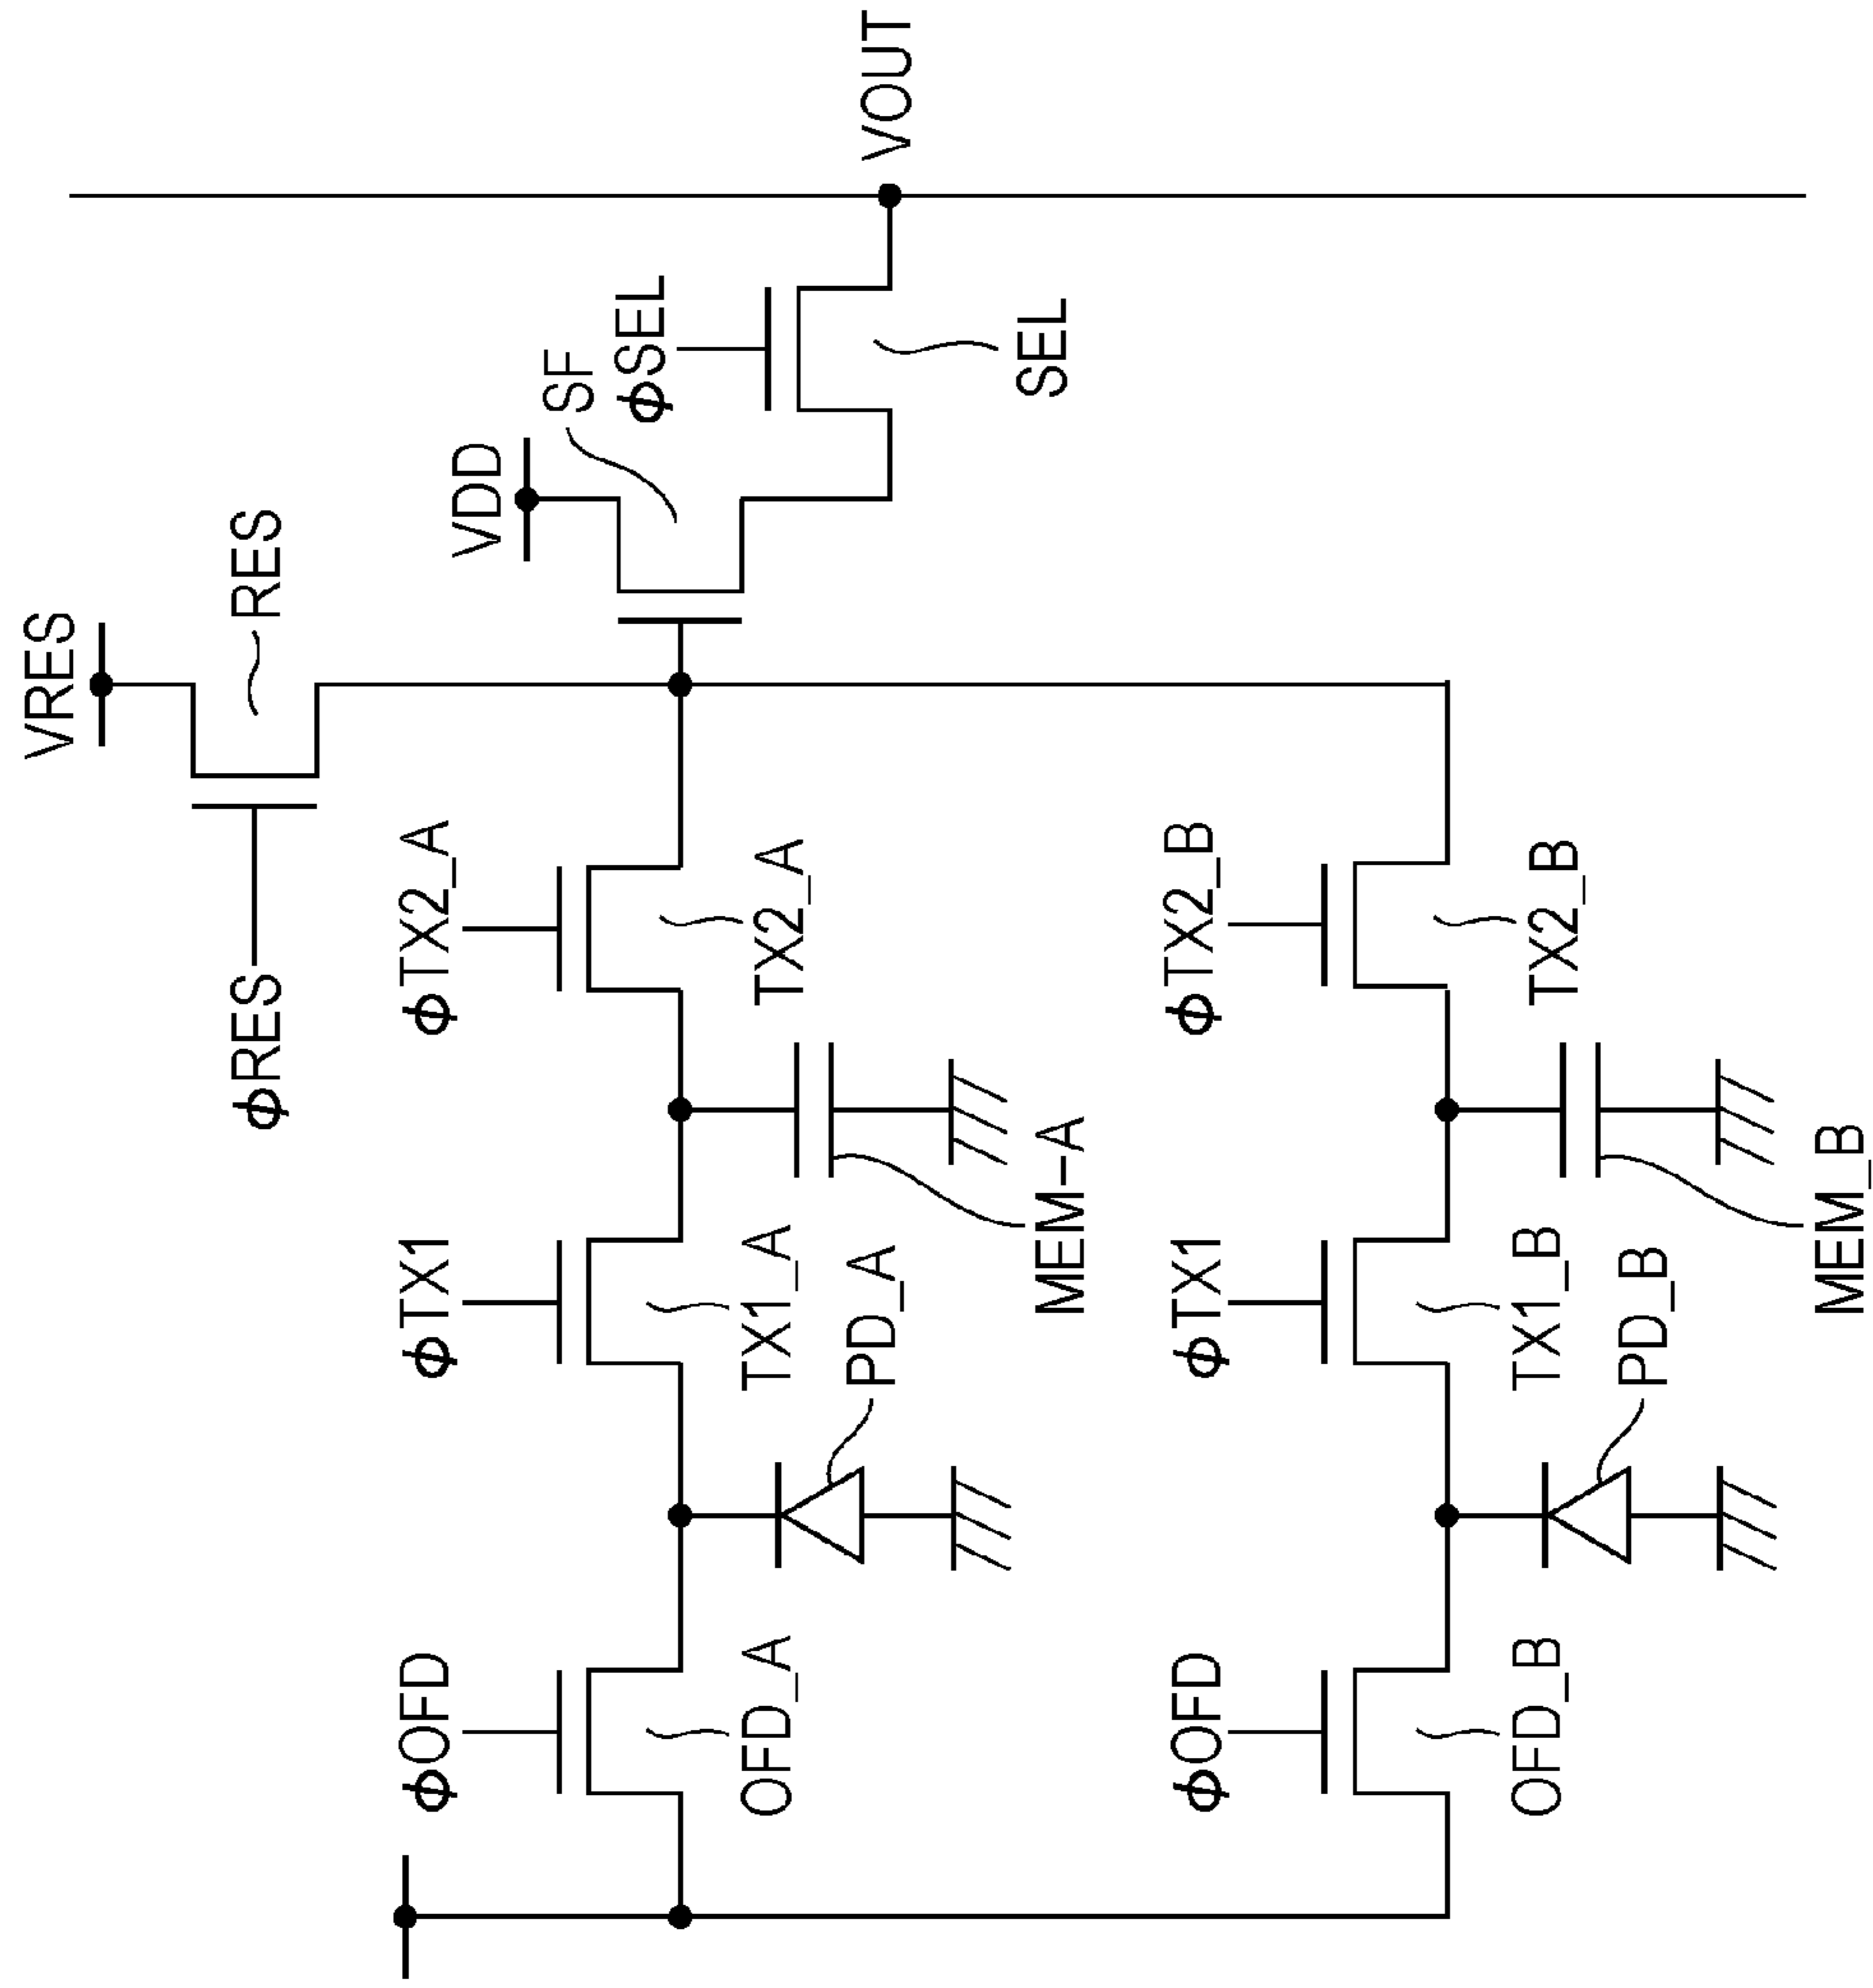 VRES
ϕRES
RES
VDD
SF
ϕOFD
ϕTX1
ϕTX2_A
ϕSEL
VOUT
OFD_A
TX1_A
TX2_A
SEL
PD_A
MEM-A
ϕOFD
ϕTX1
ϕTX2_B
OFD_B
TX1_B
TX2_B
PD_B
MEM_B